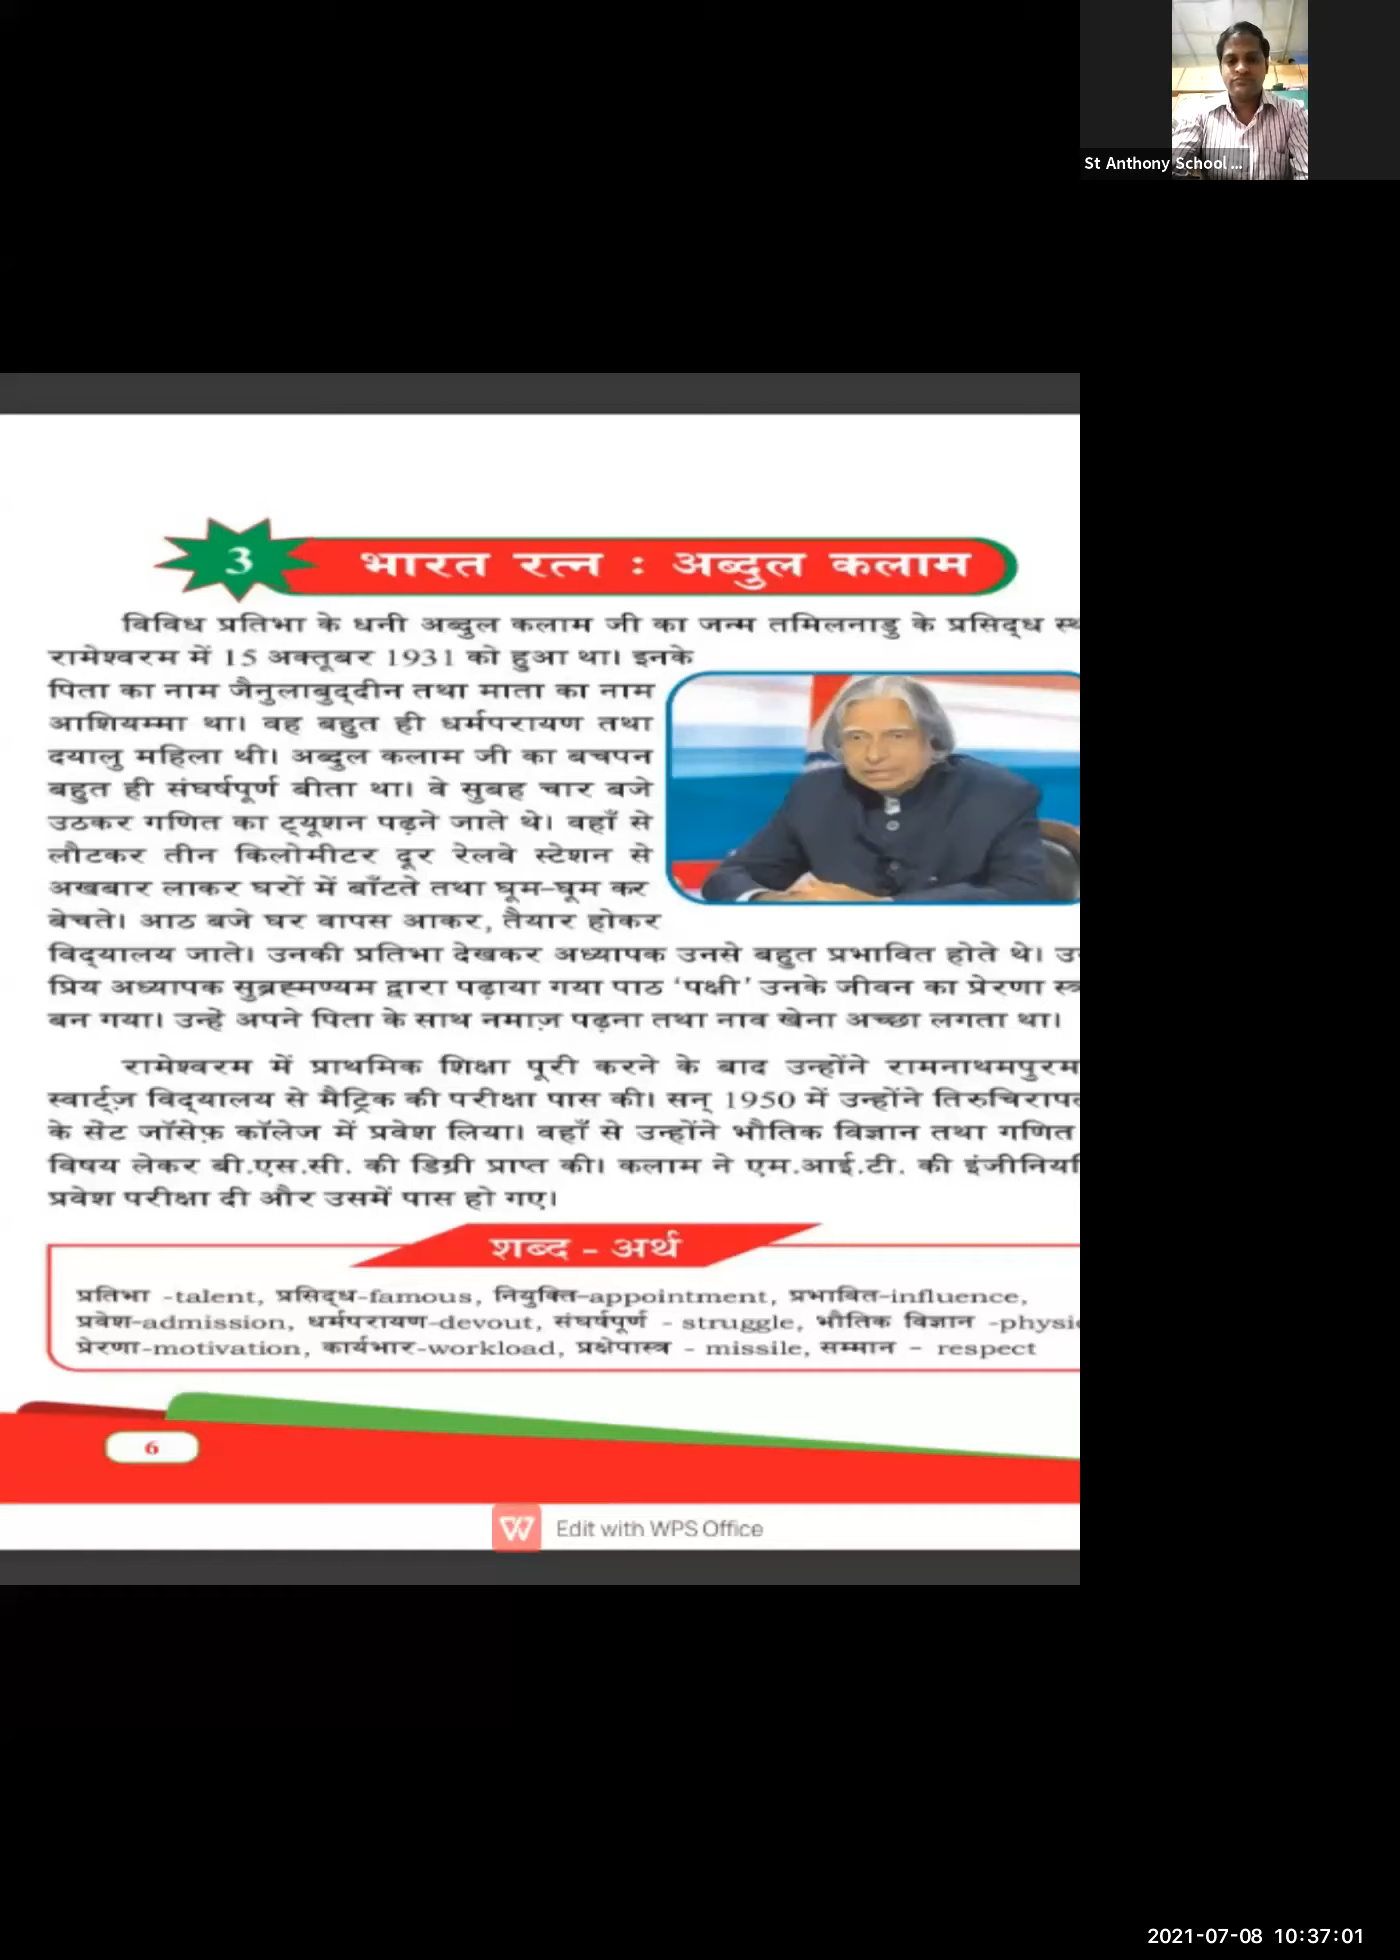 St Anthony School ...
3
भारत रत्न : अब्दुल कलाम
विविध प्रतिभा के धनी अब्दुल कलाम जी का जन्म तमिलनाडु के प्रसिद्ध
रामेश्वरम में 15 अक्तूबर 1931 को हुआ था। इनके
पिता का नाम जैनुलाबुद्दीन तथा माता का नाम
आशियम्मा था। वह बहुत ही धर्मपरायण तथा
दयालु महिला थी। अब्दुल कलाम जी का बचपन
बहुत ही संघर्षपूर्ण बीता था। वे सुबह चार बजे
उठकर गणित का ट्यूशन पढ़ने जाते थे। वहाँ से
लौटकर तीन किलोमीटर दूर रेलवे स्टेशन से
अखबार लाकर घरों में बाँटते तथा घूम-घूम कर
बेचते। आठ बजे घर वापस आकर, तैयार होकर
विद्यालय जाते। उनकी प्रतिभा देखकर अध्यापक उनसे बहुत प्रभावित होते थे।
प्रिय अध्यापक सुब्रह्मण्यम द्वारा पढ़ाया गया पाठ ‘पक्षी’ उनके जीवन का प्रेरणा
बन गया। उन्हें अपने पिता के साथ नमाज़ पढ़ना तथा नाव खेना अच्छा लगता था।
रामेश्वरम में प्राथमिक शिक्षा पूरी करने के बाद उन्होंने रामनाथमपुरम
स्वार्ट्ज़ विद्यालय से मैट्रिक की परीक्षा पास की। सन् 1950 में उन्होंने
के सेंट जॉसेफ़ कॉलेज में प्रवेश लिया। वहाँ से उन्होंने भौतिक विज्ञान तथा गणित
विषय लेकर बी.एस.सी. की डिग्री प्राप्त की। कलाम ने एम.आई.टी. की
प्रवेश परीक्षा दी और उसमें पास हो गए।
शब्द - अर्थ
प्रतिभा -talent, प्रसिद्ध-famous, नियुक्ति-appointment, प्रभावित-influence,
प्रवेश-admission, धर्मपरायण-devout, संघर्षपूर्ण - struggle, भौतिक विज्ञान
प्रेरणा-motivation, कार्यभार-workload, प्रक्षेपास्त्र - missile, सम्मान - respect
6
Edit with WPS Office
2021-07-08 10:37:01